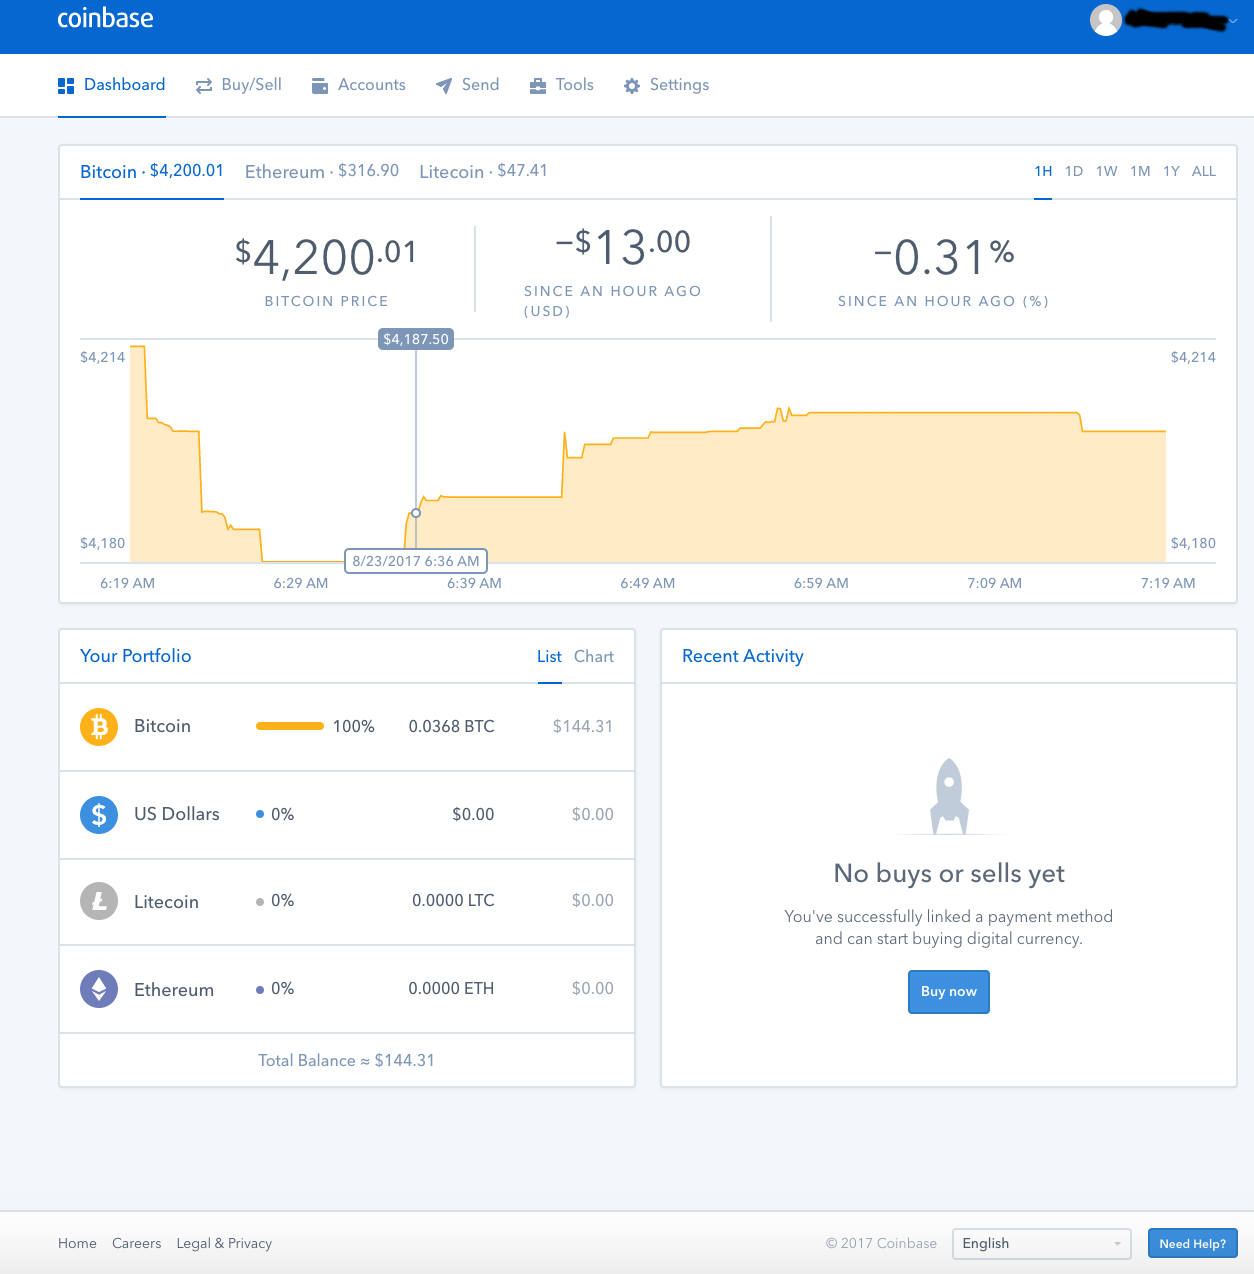 coinbase
Dashboard Buy/Sell Accounts Send Tools Settings
Bitcoin · $4,200.01 Ethereum · $316.90 Litecoin · $47.41 1H 1D 1W 1M 1Y ALL
$4,200.01 −$13.00 −0.31%
BITCOIN PRICE SINCE AN HOUR AGO SINCE AN HOUR AGO (%)
(USD)
$4,187.50
$4,214 $4,214
$4,180 $4,180
8/23/2017 6:36 AM
6:19 AM 6:29 AM 6:39 AM 6:49 AM 6:59 AM 7:09 AM 7:19 AM
Your Portfolio List Chart
Bitcoin 100% 0.0368 BTC $144.31
US Dollars 0% $0.00 $0.00
Litecoin 0% 0.0000 LTC $0.00
Ethereum 0% 0.0000 ETH $0.00
Total Balance ≈ $144.31
Recent Activity
No buys or sells yet
You've successfully linked a payment method
and can start buying digital currency.
Buy now
Home Careers Legal & Privacy © 2017 Coinbase English Need Help?